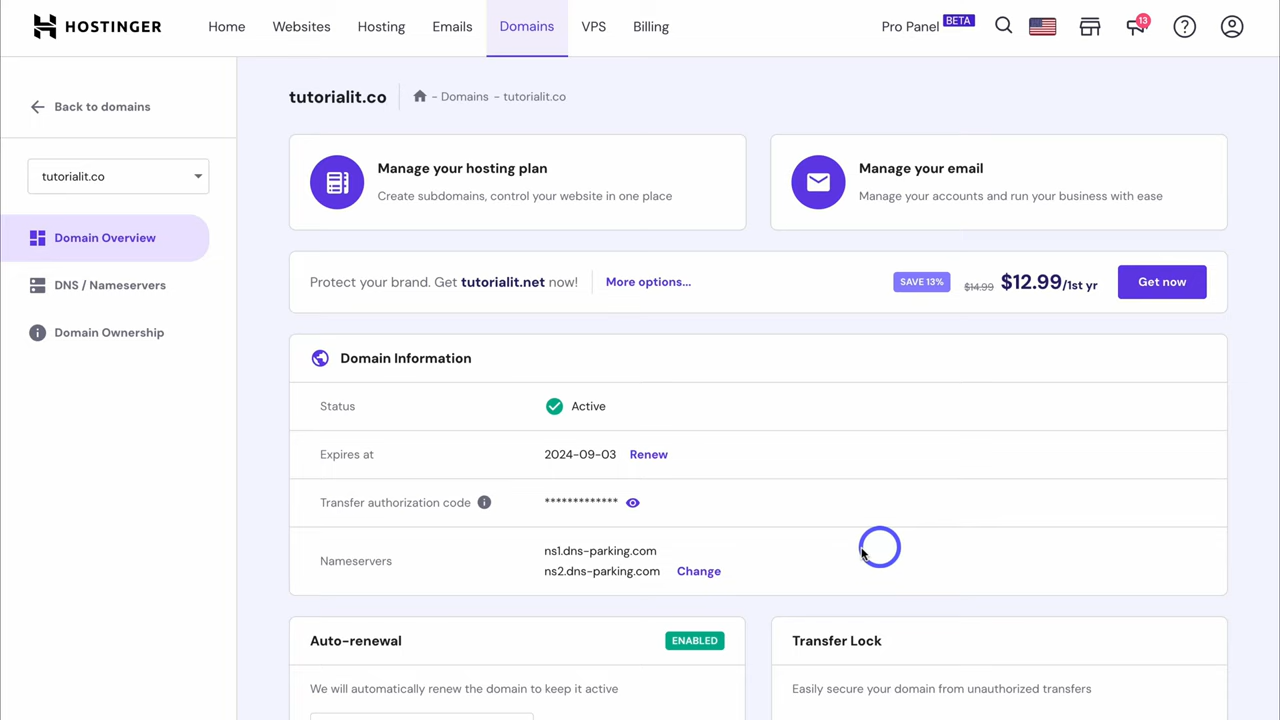 HOSTINGER
Home Websites Hosting Emails Domains VPS Billing
Pro Panel BETA
13
Back to domains
tutorialit.co
Domain Overview
DNS / Nameservers
Domain Ownership
tutorialit.co
- Domains - tutorialit.co
Manage your hosting plan
Create subdomains, control your website in one place
Manage your email
Manage your accounts and run your business with ease
Protect your brand. Get tutorialit.net now! More options...
SAVE 13% $14.99 $12.99/1st yr Get now
Domain Information
Status Active
Expires at 2024-09-03 Renew
Transfer authorization code *************
Nameservers
ns1.dns-parking.com
ns2.dns-parking.com Change
Auto-renewal ENABLED
We will automatically renew the domain to keep it active
Transfer Lock
Easily secure your domain from unauthorized transfers